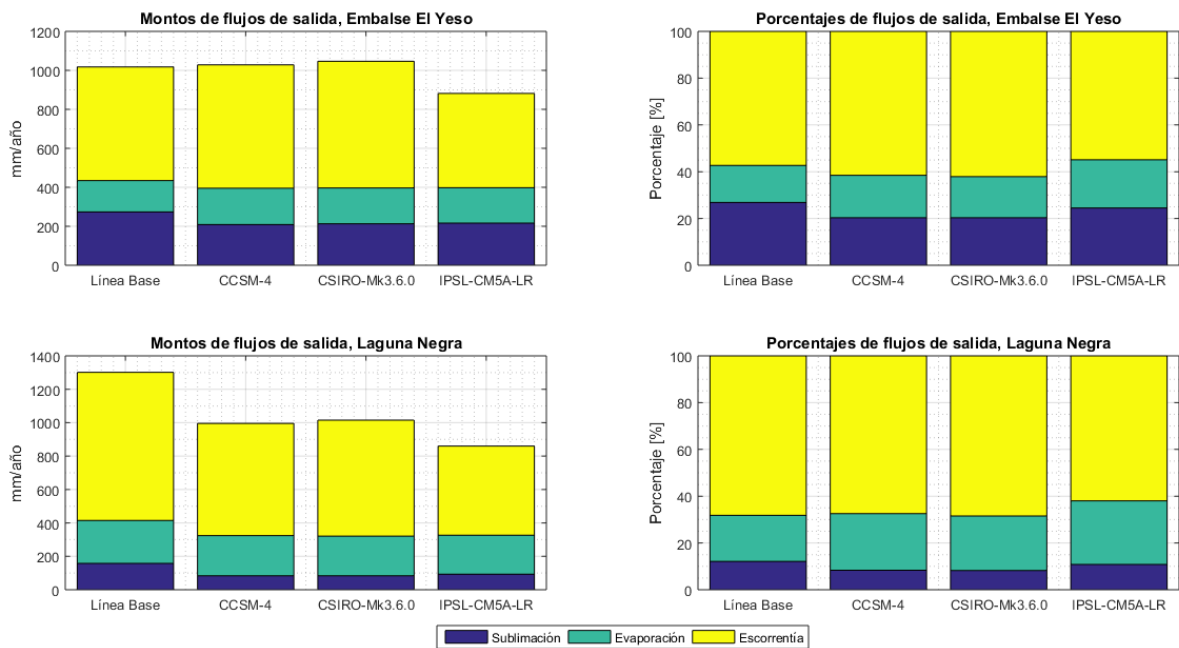 Montos de flujos de salida, Embalse El Yeso
1200
1000
800
600
400
200
0
mm/año
Línea Base
CCSM-4
CSIRO-Mk3.6.0
IPSL-CM5A-LR
Porcentajes de flujos de salida, Embalse El Yeso
100
80
60
40
20
0
Porcentaje [%]
Línea Base
CCSM-4
CSIRO-Mk3.6.0
IPSL-CM5A-LR
Montos de flujos de salida, Laguna Negra
1400
1200
1000
800
600
400
200
0
mm/año
Línea Base
CCSM-4
CSIRO-Mk3.6.0
IPSL-CM5A-LR
Porcentajes de flujos de salida, Laguna Negra
100
80
60
40
20
0
Porcentaje [%]
Línea Base
CCSM-4
CSIRO-Mk3.6.0
IPSL-CM5A-LR
Sublimación Evaporación Escorrentía